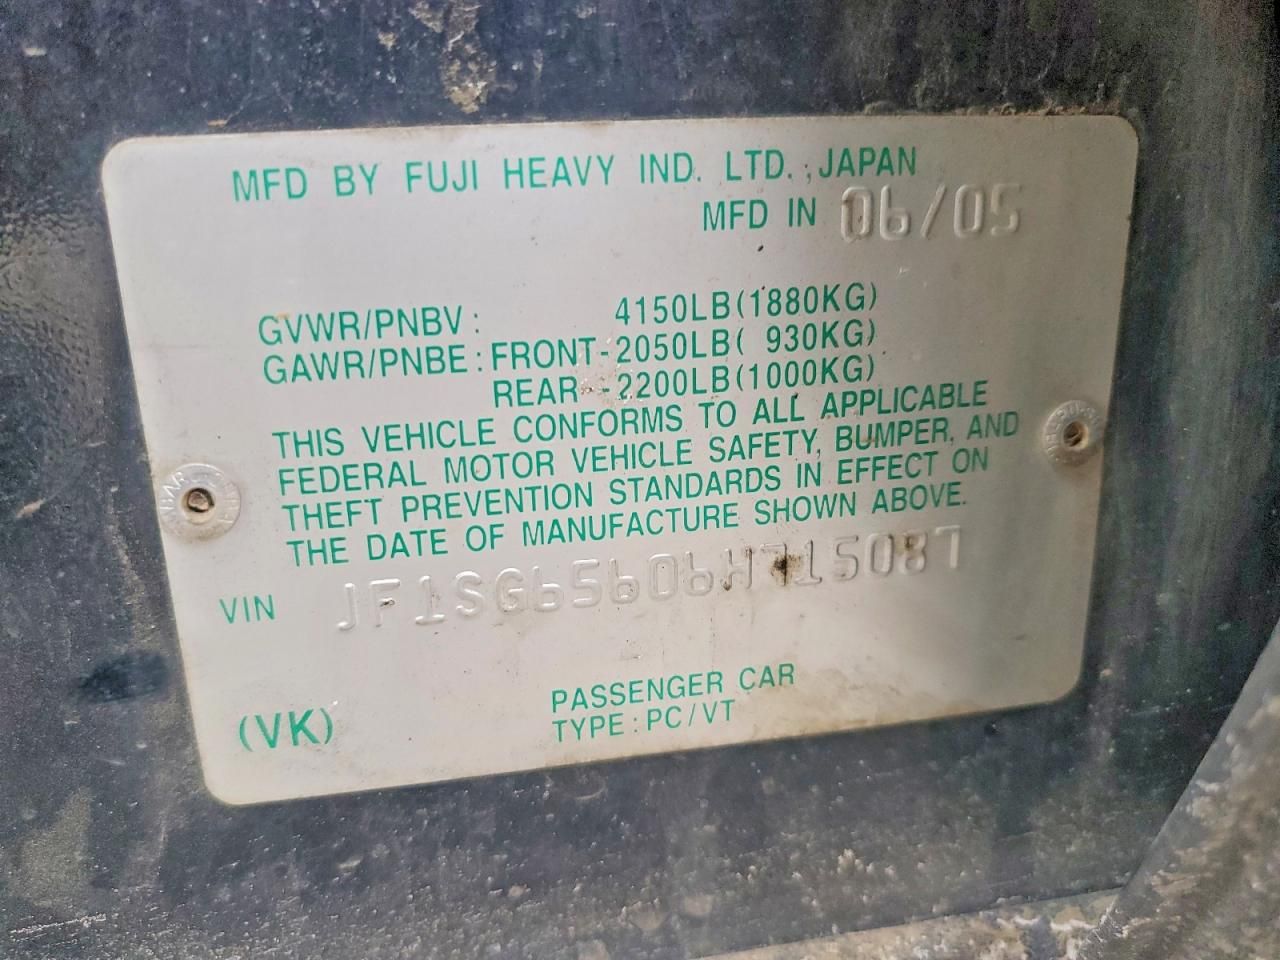 MFD BY FUJI HEAVY IND. LTD., JAPAN
MFD IN 06/05
GVWR/PNBV: 4150LB(1880KG)
GAWR/PNBE: FRONT-2050LB( 930KG)
REAR -2200LB(1000KG)
THIS VEHICLE CONFORMS TO ALL APPLICABLE
FEDERAL MOTOR VEHICLE SAFETY, BUMPER, AND
THEFT PREVENTION STANDARDS IN EFFECT ON
THE DATE OF MANUFACTURE SHOWN ABOVE.
VIN JF1SG65606H715087
PASSENGER CAR
(VK) TYPE: PC/VT